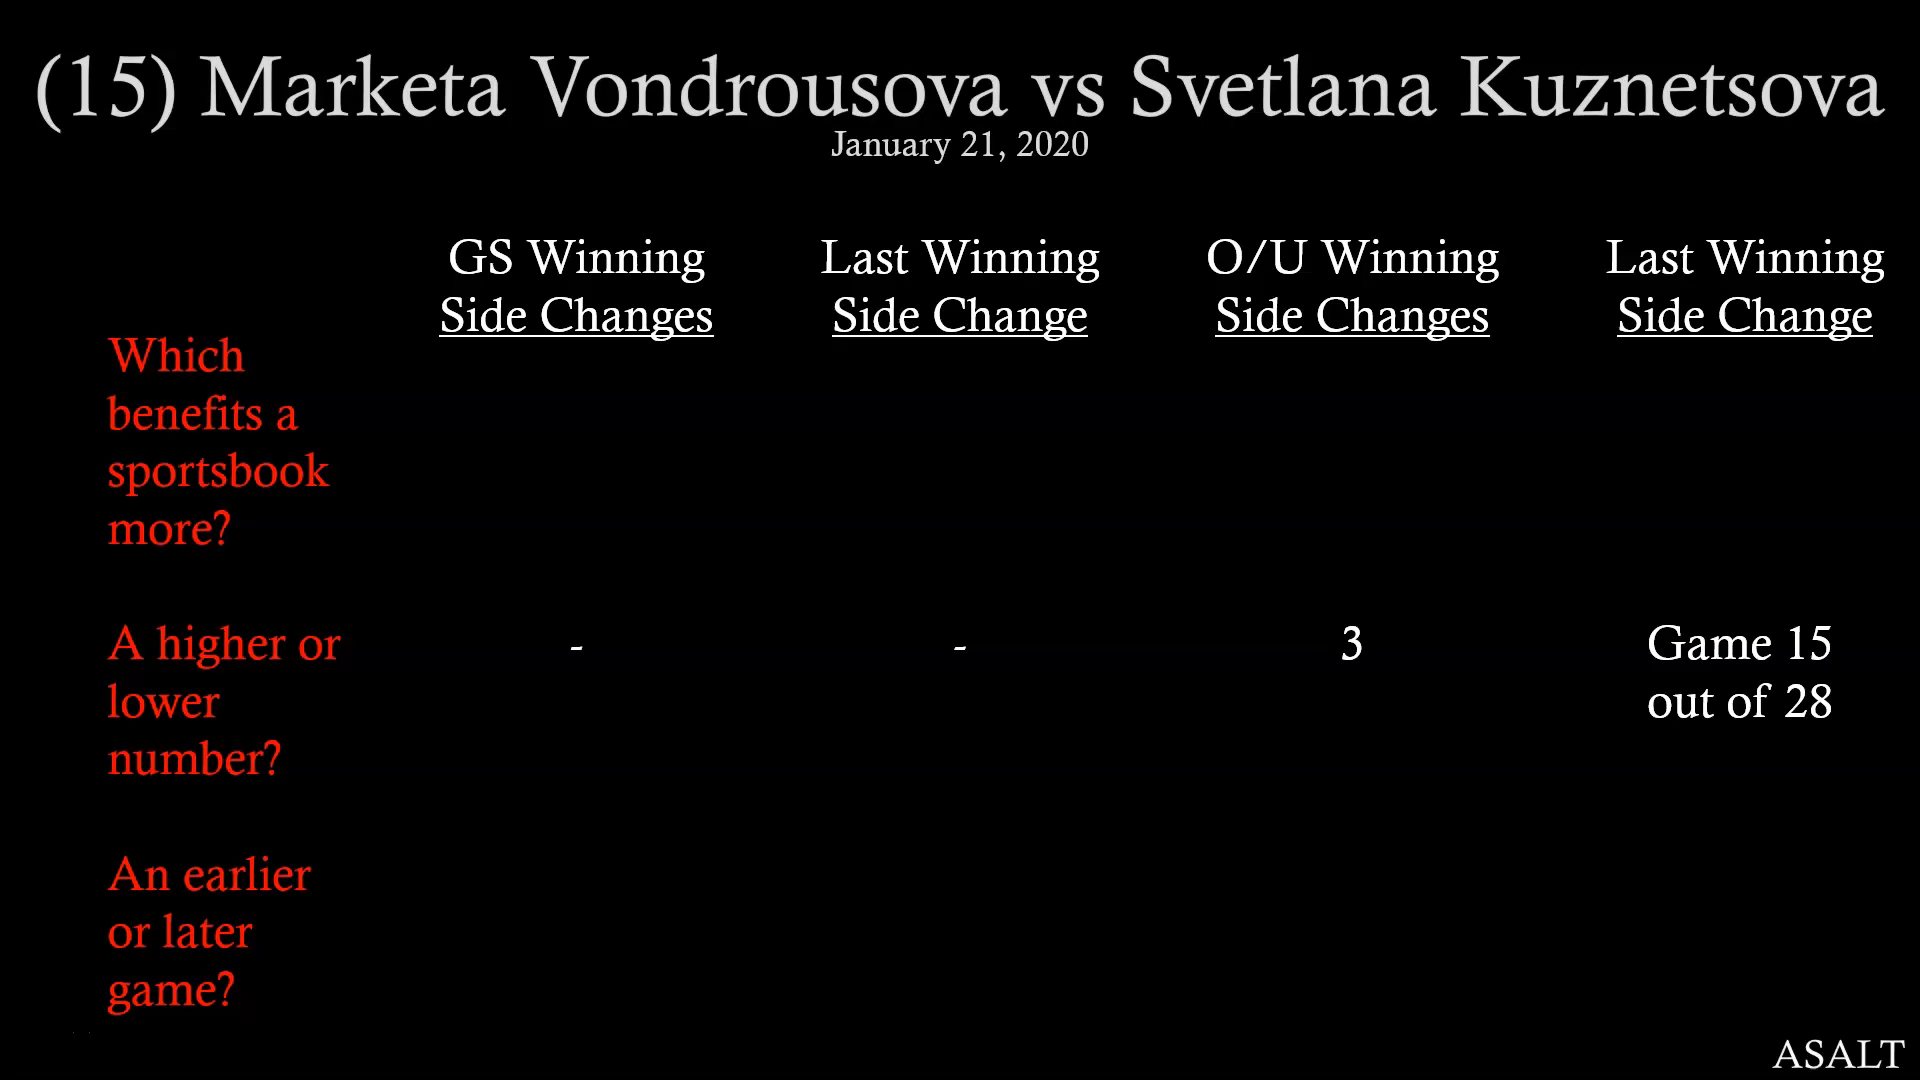 (15) Marketa Vondrousova vs Svetlana Kuznetsova
January 21, 2020
GS Winning Side Changes
Last Winning Side Change
O/U Winning Side Changes
Last Winning Side Change
Which
benefits a
sportsbook
more?
A higher or
lower
number?
-
-
3
Game 15
out of 28
An earlier
or later
game?
ASALT